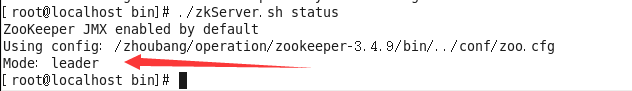 [root@localhost bin]# ./zkServer.sh status
ZooKeeper JMX enabled by default
Using config: /zhoubang/operation/zookeeper-3.4.9/bin/../conf/zoo.cfg
Mode: leader
[root@localhost bin]#